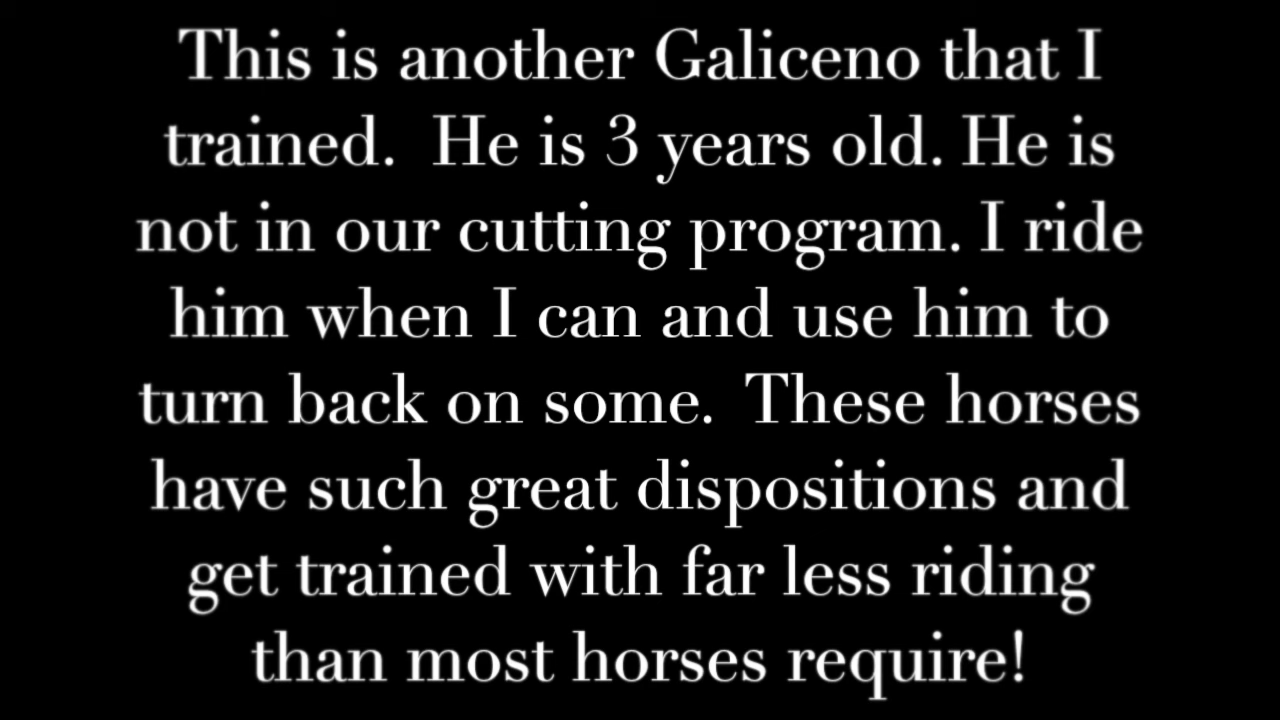 This is another Galiceno that I
trained.  He is 3 years old. He is
not in our cutting program. I ride
him when I can and use him to
turn back on some.  These horses
have such great dispositions and
get trained with far less riding
than most horses require!